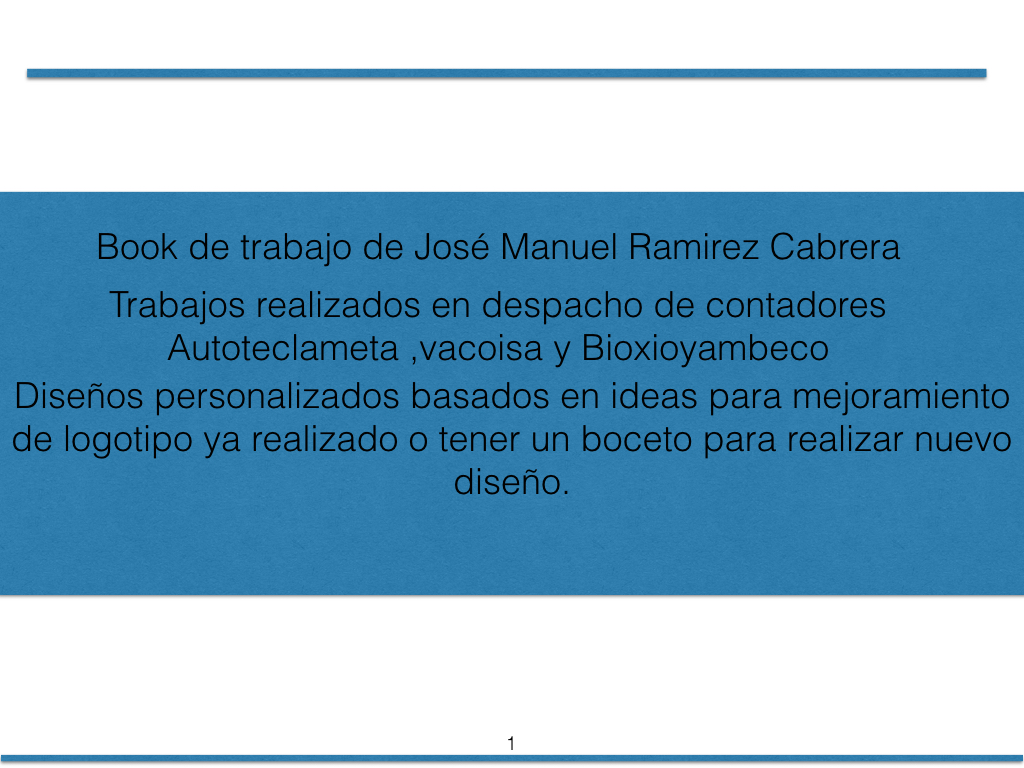 Book de trabajo de José Manuel Ramirez Cabrera
Trabajos realizados en despacho de contadores
Autoteclameta ,vacoisa y Bioxioyambeco
Diseños personalizados basados en ideas para mejoramiento
de logotipo ya realizado o tener un boceto para realizar nuevo
diseño.
1